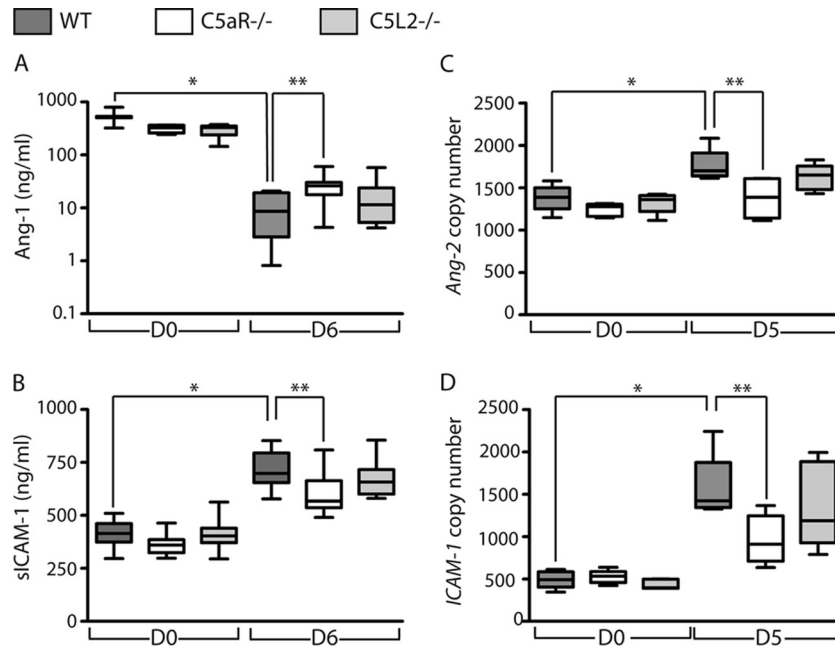 WT C5aR-/- C5L2-/-
A
* **
Ang-1 (ng/ml)
1000
100
10
1
0.1
D0 D6
B
* **
sICAM-1 (ng/ml)
1000
750
500
250
0
D0 D6
C
* **
Ang-2 copy number
2500
2000
1500
1000
500
0
D0 D5
D
* **
ICAM-1 copy number
2500
2000
1500
1000
500
0
D0 D5